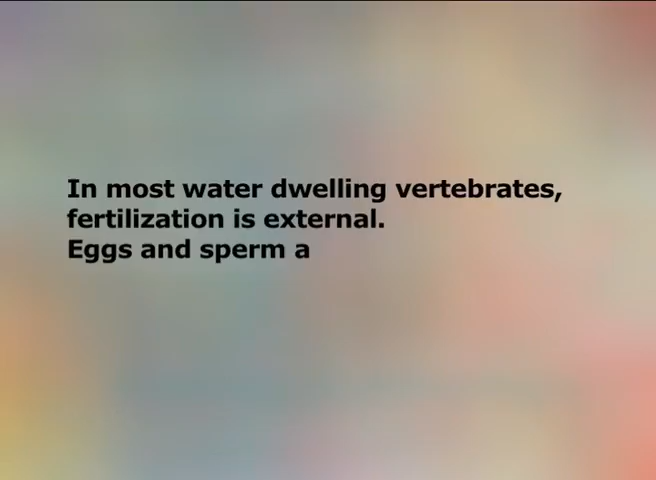 In most water dwelling vertebrates,
fertilization is external.
Eggs and sperm a